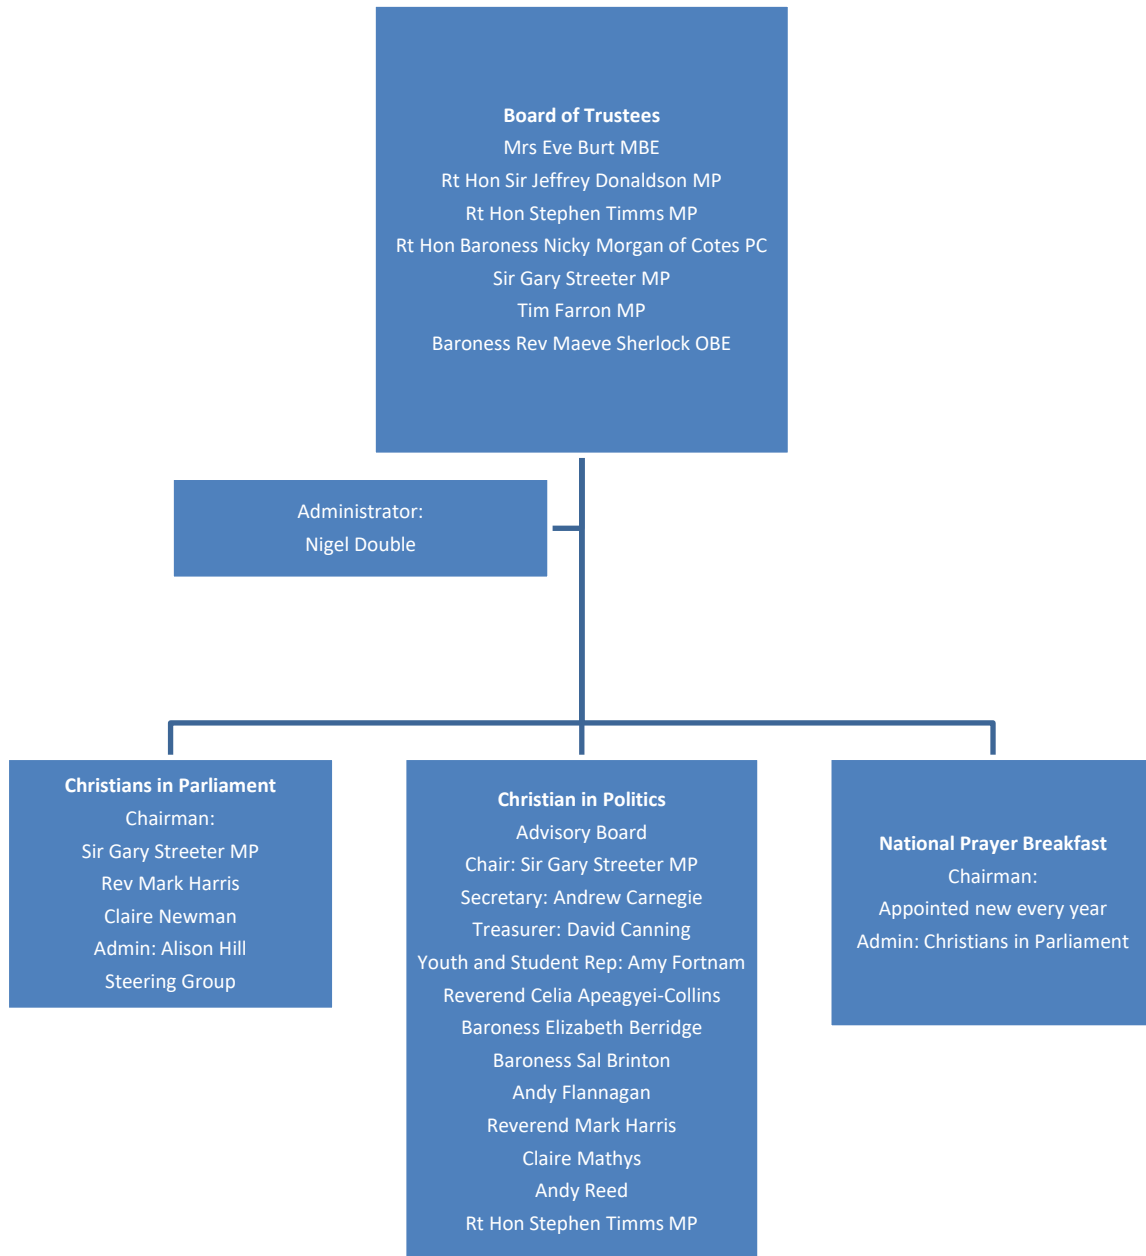 Board of Trustees
Mrs Eve Burt MBE
Rt Hon Sir Jeffrey Donaldson MP
Rt Hon Stephen Timms MP
Rt Hon Baroness Nicky Morgan of Cotes PC
Sir Gary Streeter MP
Tim Farron MP
Baroness Rev Maeve Sherlock OBE
Administrator:
Nigel Double
Christians in Parliament
Chairman:
Sir Gary Streeter MP
Rev Mark Harris
Claire Newman
Admin: Alison Hill
Steering Group
Christian in Politics
Advisory Board
Chair: Sir Gary Streeter MP
Secretary: Andrew Carnegie
Treasurer: David Canning
Youth and Student Rep: Amy Fortnam
Reverend Celia Apeagyei-Collins
Baroness Elizabeth Berridge
Baroness Sal Brinton
Andy Flannagan
Reverend Mark Harris
Claire Mathys
Andy Reed
Rt Hon Stephen Timms MP
National Prayer Breakfast
Chairman:
Appointed new every year
Admin: Christians in Parliament